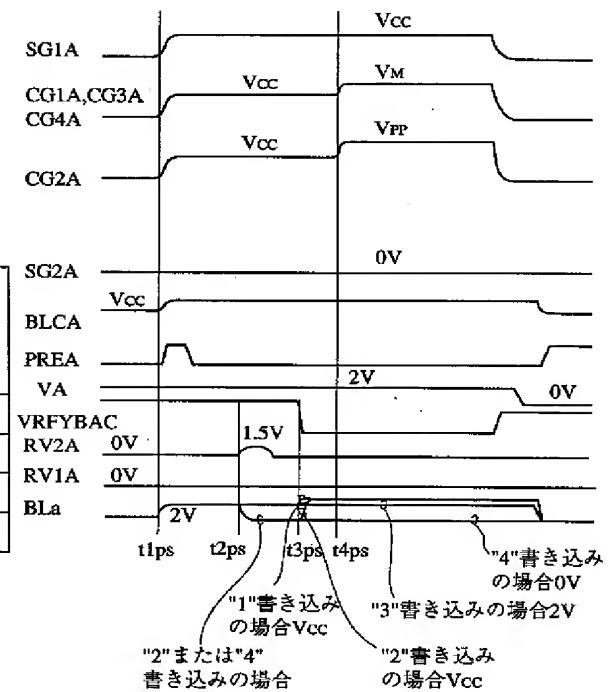 Vcc
SG1A
Vcc
VM
CG1A,CG3A
CG4A
Vcc
VPP
CG2A
0V
SG2A
Vcc
BLCA
PREA
2V
0V
VA
VRFYBAC
1.5V
RV2A
0V
RV1A
0V
BLa
2V
t1ps
t2ps
t3ps
t4ps
"4"書き込み
の場合0V
"1"書き込み
の場合Vcc
"3"書き込みの場合2V
"2"または"4"
書き込みの場合
"2"書き込み
の場合Vcc